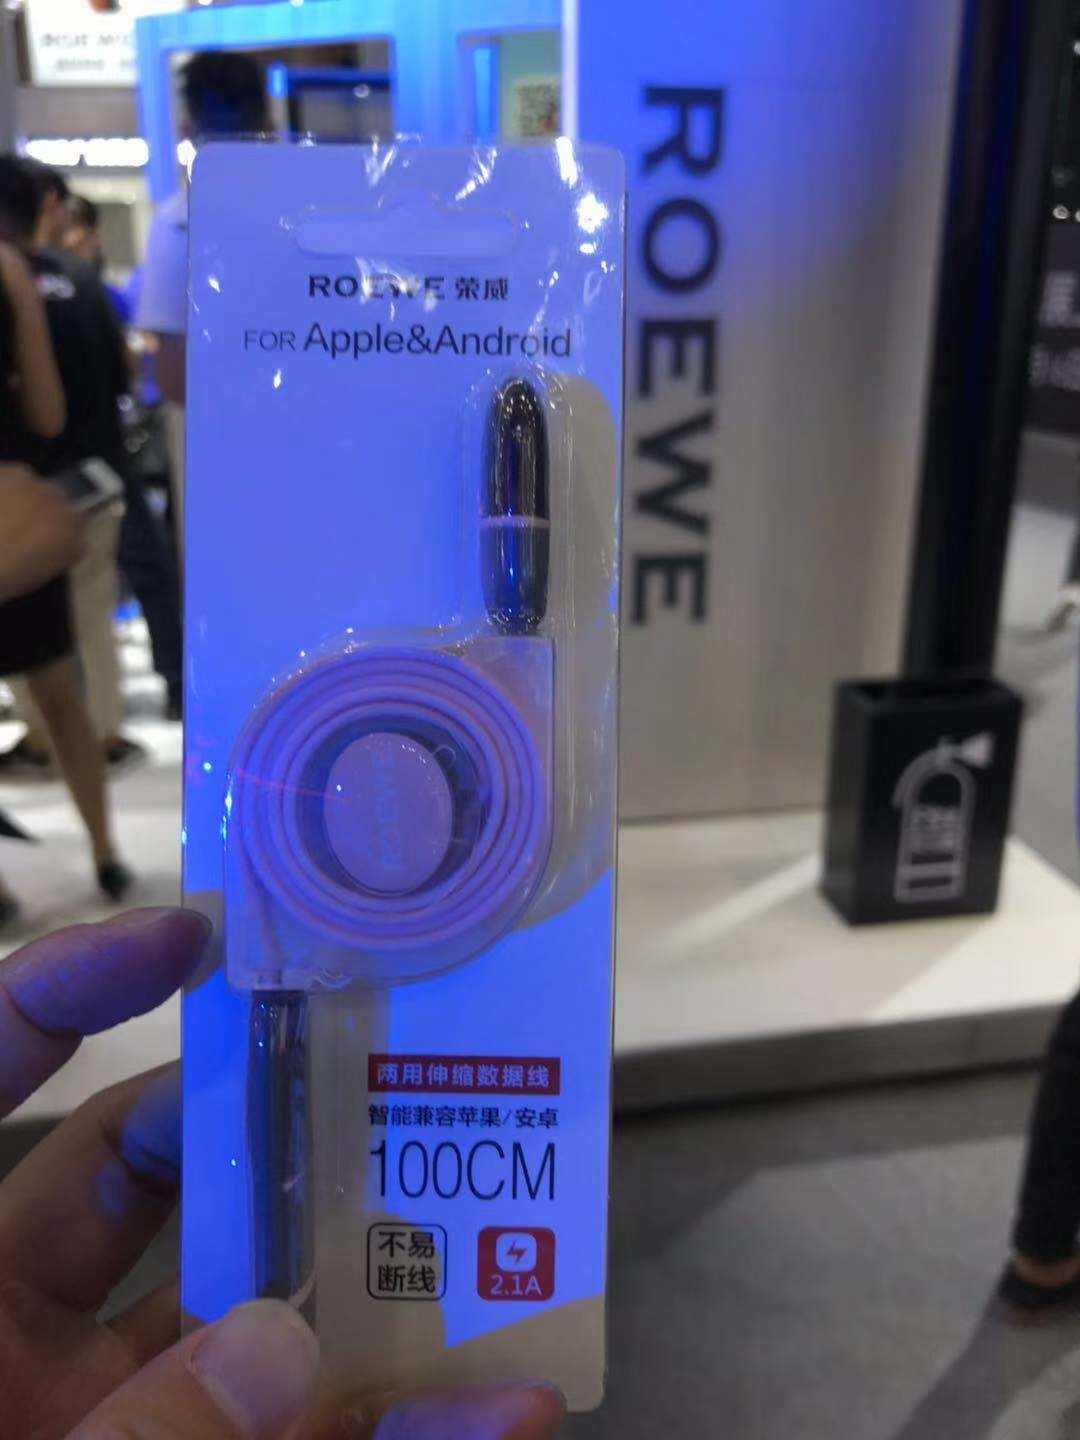 ROEWE 荣威
FOR Apple&Android
ROEWE
ROEWE
两用伸缩数据线
智能兼容苹果/安卓
100CM
不易
断线
2.1A